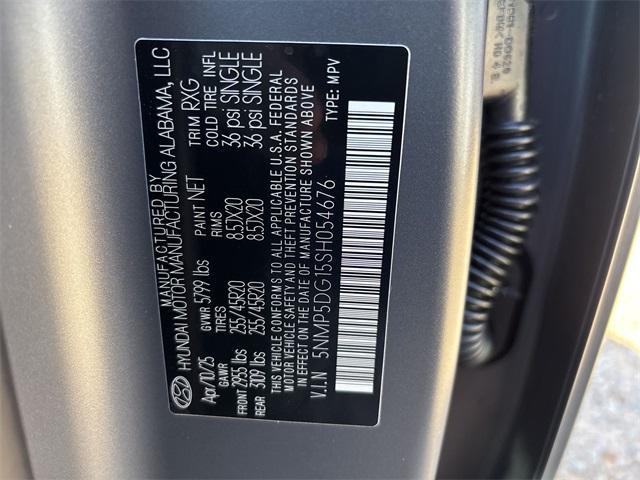 MANUFACTURED BY
HYUNDAI MOTOR MANUFACTURING ALABAMA, LLC
Apr/10/25 GVWR 5799 lbs PAINT NET TRIM RXG
GAWR TIRES RIMS COLD TIRE INFL
FRONT 2955 lbs 255/45R20 8.5JX20 36 psi SINGLE
REAR 3109 lbs 255/45R20 8.5JX20 36 psi SINGLE
THIS VEHICLE CONFORMS TO ALL APPLICABLE U.S.A. FEDERAL
MOTOR VEHICLE SAFETY AND THEFT PREVENTION STANDARDS
IN EFFECT ON THE DATE OF MANUFACTURE SHOWN ABOVE
V.I.N 5NMP5DG15SH054676 TYPE: MPV